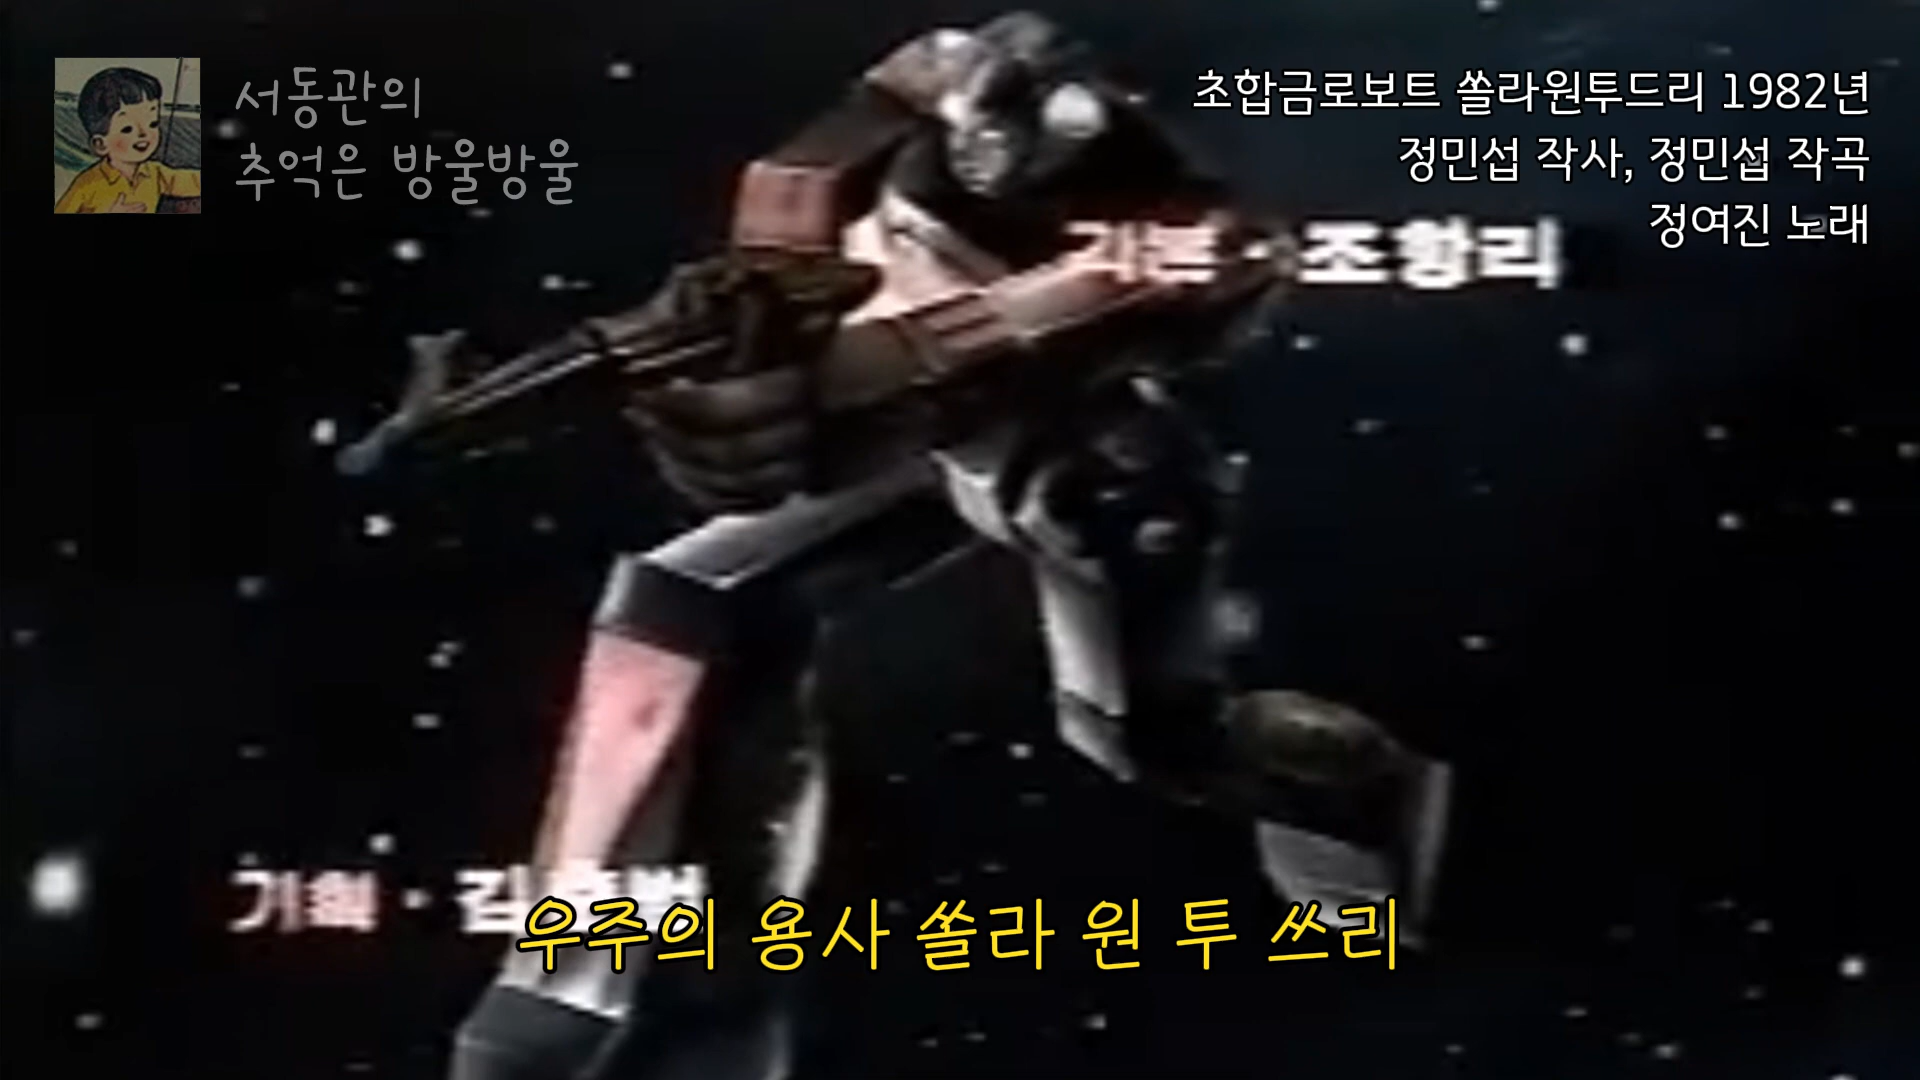 서동관의
추억은 방울방울
초합금로보트 쏠라원투드리 1982년
정민섭 작사, 정민섭 작곡
정여진 노래
각본 · 조항리
기획 ·
우주의 용사 쏠라 원 투 쓰리